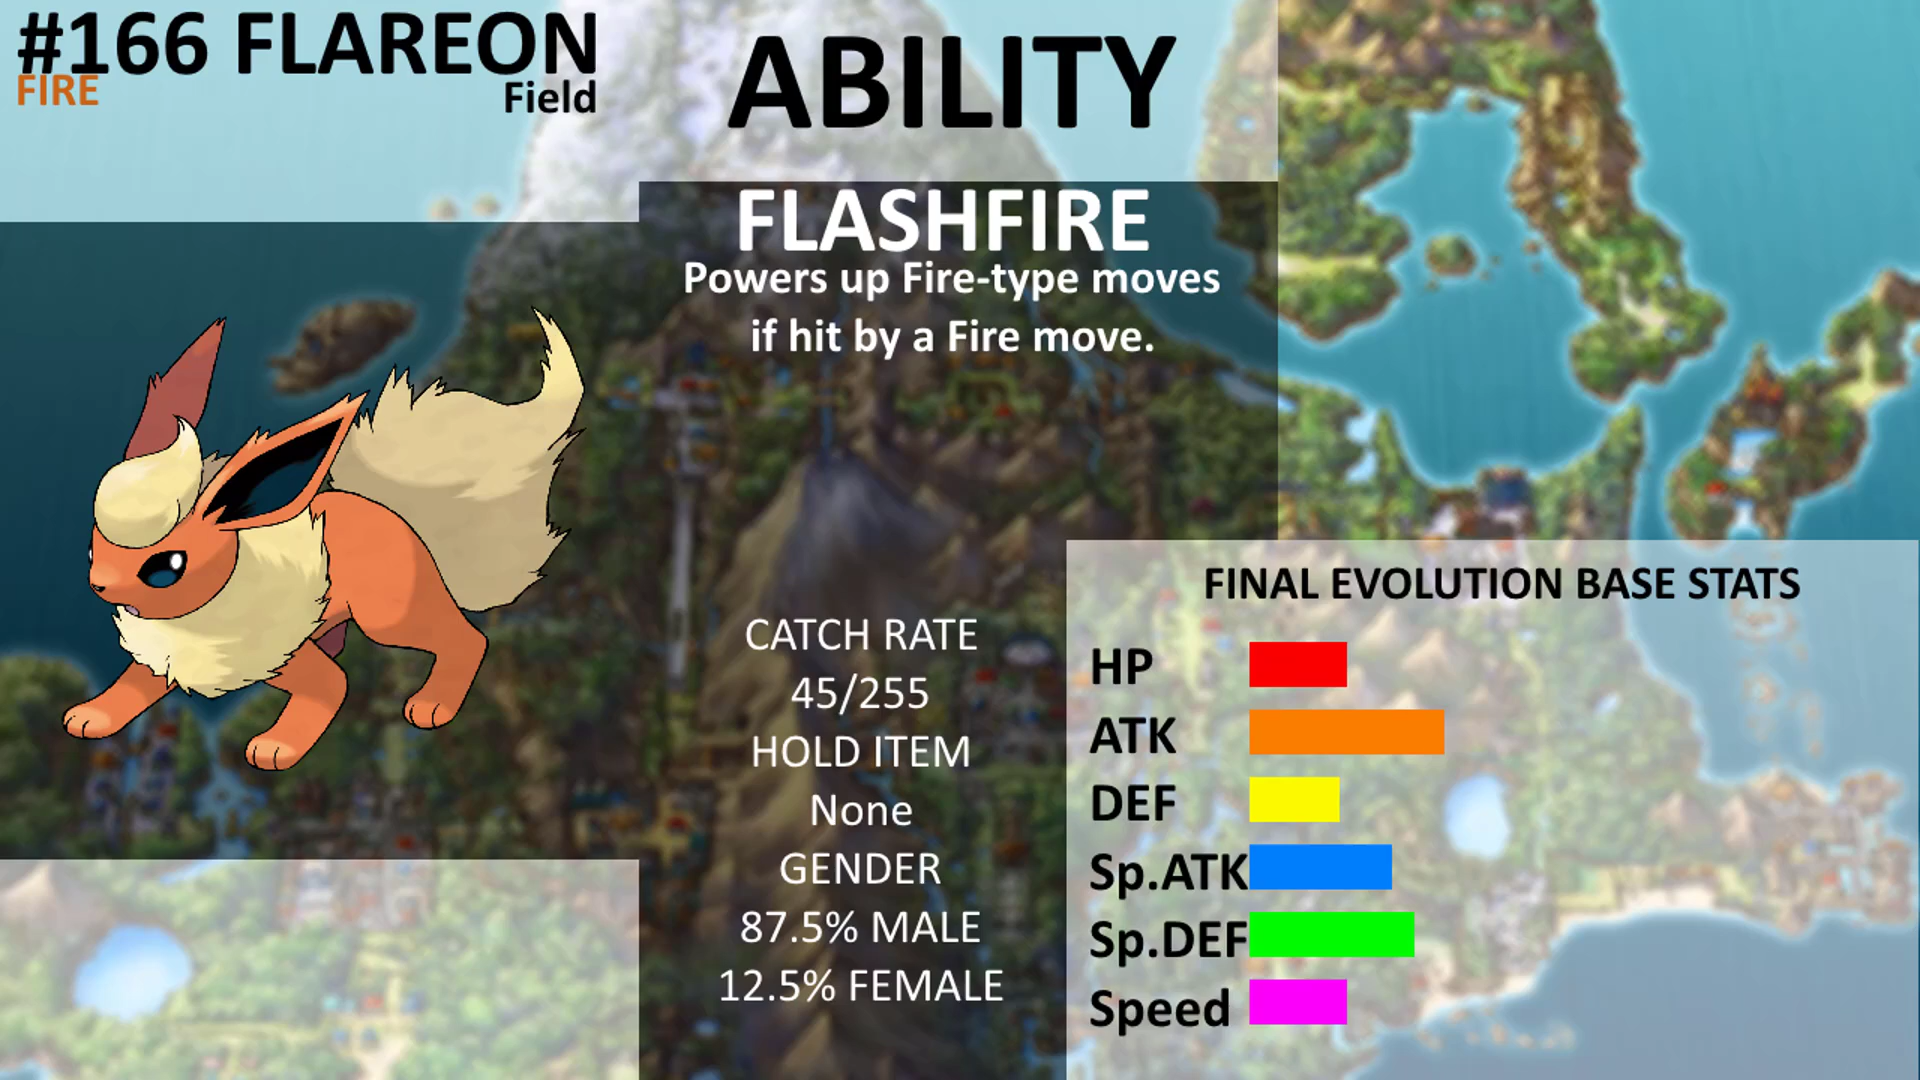 #166 FLAREON
FIRE
Field
ABILITY
FLASHFIRE
Powers up Fire-type moves
if hit by a Fire move.
CATCH RATE
45/255
HOLD ITEM
None
GENDER
87.5% MALE
12.5% FEMALE
FINAL EVOLUTION BASE STATS
HP
ATK
DEF
Sp.ATK
Sp.DEF
Speed